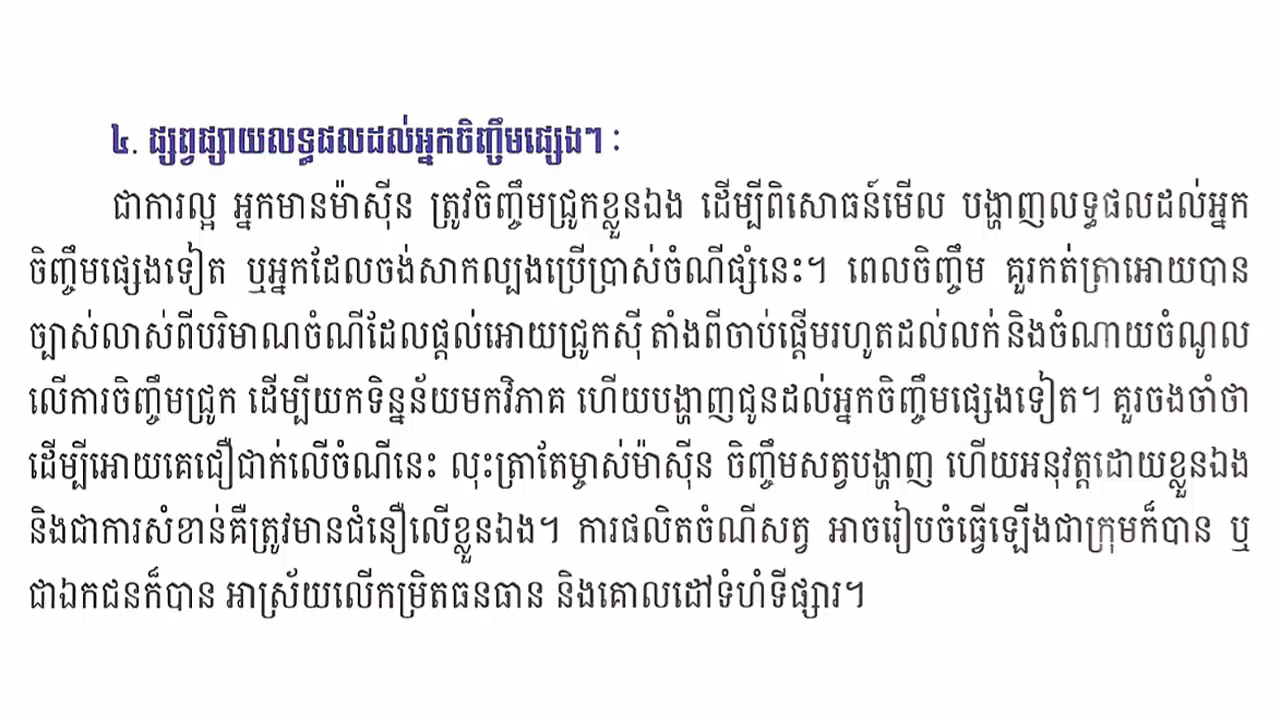 ៤. ផ្សព្វផ្សាយលទ្ធផលដល់អ្នកចិញ្ចឹមផ្សេងៗ :
ជាការល្អ អ្នកមានម៉ាស៊ីន ត្រូវចិញ្ចឹមជ្រូកខ្លួនឯង ដើម្បីពិសោធន៍មើល បង្ហាញលទ្ធផលដល់អ្នក
ចិញ្ចឹមផ្សេងទៀត ឬអ្នកដែលចង់សាកល្បងប្រើប្រាស់ចំណីផ្សំនេះ។ ពេលចិញ្ចឹម គួរកត់ត្រាអោយបាន
ច្បាស់លាស់ពីបរិមាណចំណីដែលផ្តល់អោយជ្រូកស៊ី តាំងពីចាប់ផ្តើមរហូតដល់លក់ និងចំណាយចំណូល
លើការចិញ្ចឹមជ្រូក ដើម្បីយកទិន្នន័យមកវិភាគ ហើយបង្ហាញជូនដល់អ្នកចិញ្ចឹមផ្សេងទៀត។ គួរចងចាំថា
ដើម្បីអោយគេជឿជាក់លើចំណីនេះ លុះត្រាតែម្ចាស់ម៉ាស៊ីន ចិញ្ចឹមសត្វបង្ហាញ ហើយអនុវត្តដោយខ្លួនឯង
និងជាការសំខាន់គឺត្រូវមានជំនឿលើខ្លួនឯង។ ការផលិតចំណីសត្វ អាចរៀបចំធ្វើឡើងជាក្រុមក៏បាន ឬ
ជាឯកជនក៏បាន អាស្រ័យលើកម្រិតធនធាន និងគោលដៅទំហំទីផ្សារ។